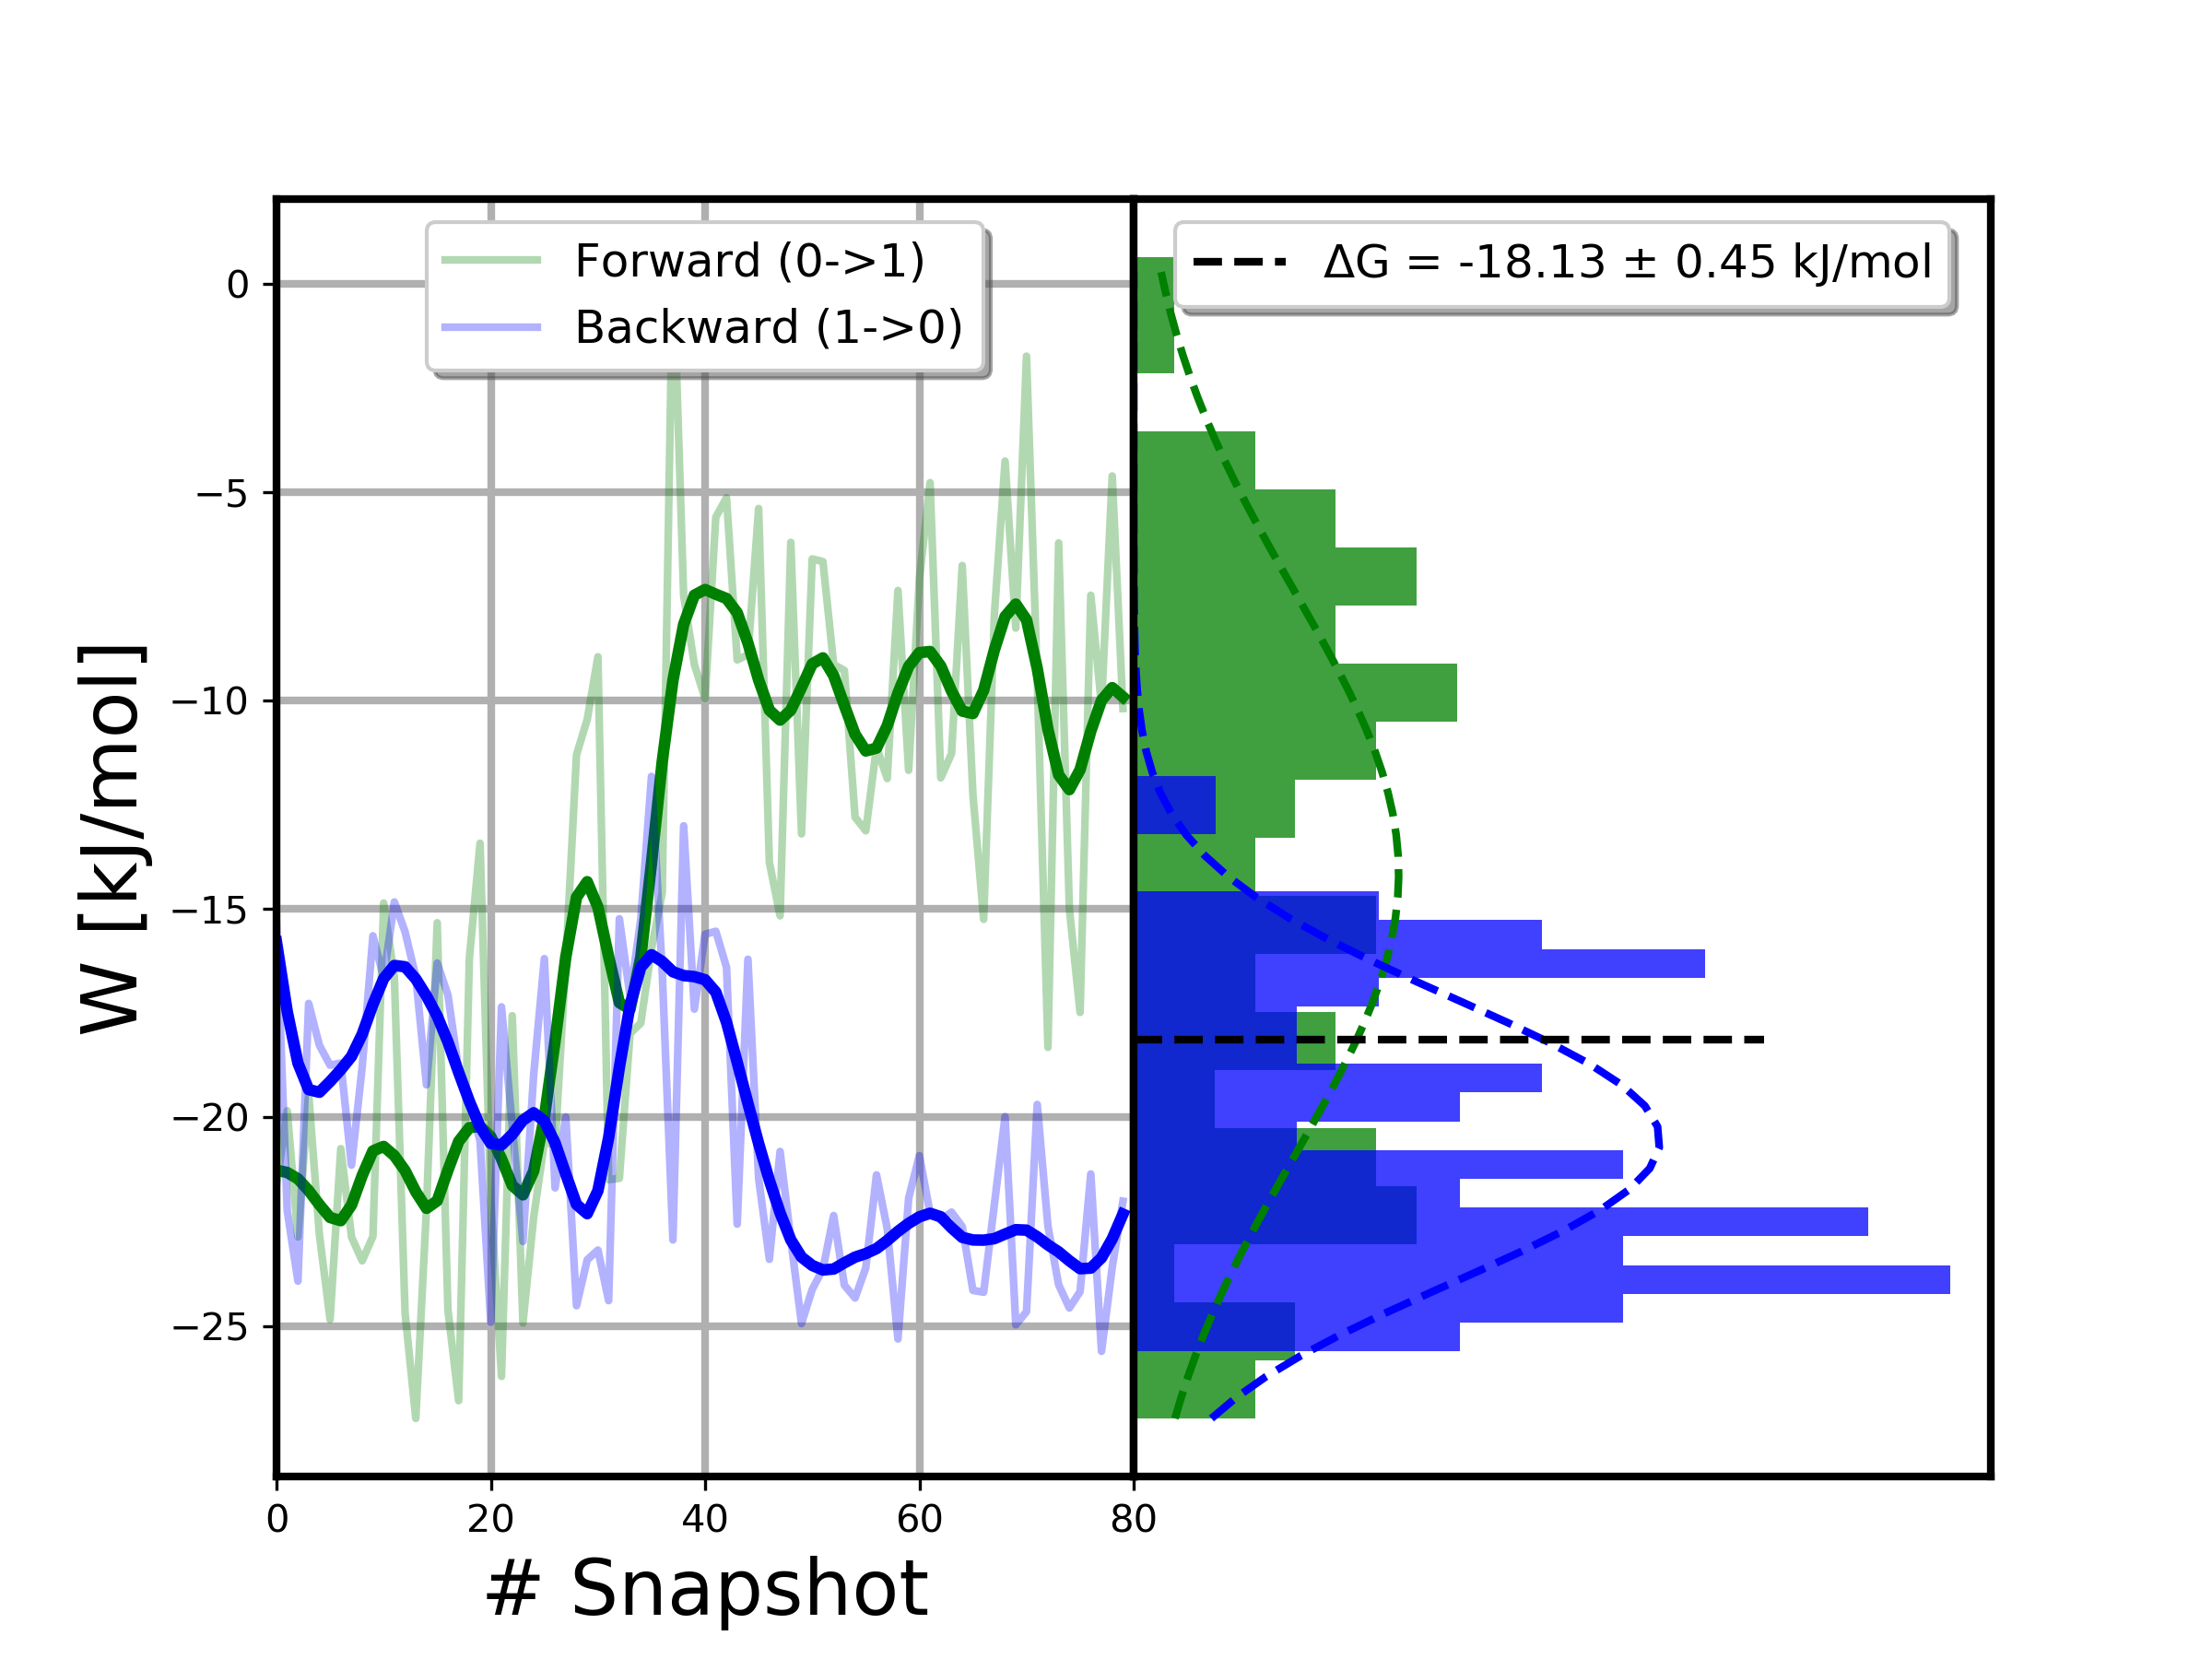 Forward (0->1)
Backward (1->0)
ΔG = -18.13 ± 0.45 kJ/mol
W [kJ/mol]
0
−5
−10
−15
−20
−25
0 20 40 60 80
# Snapshot